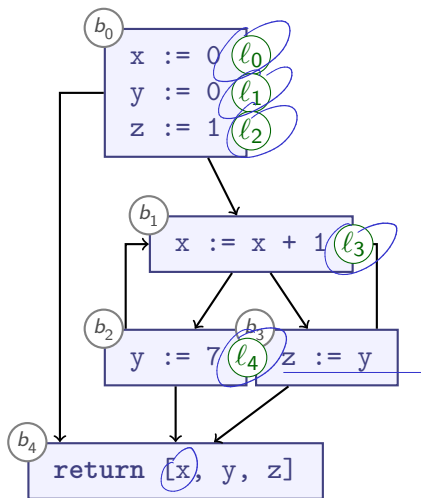 b0
x := 0 ℓ0
y := 0 ℓ1
z := 1 ℓ2
b1
x := x + 1 ℓ3
b2
y := 7 ℓ4
b3
z := y
b4
return [x, y, z]